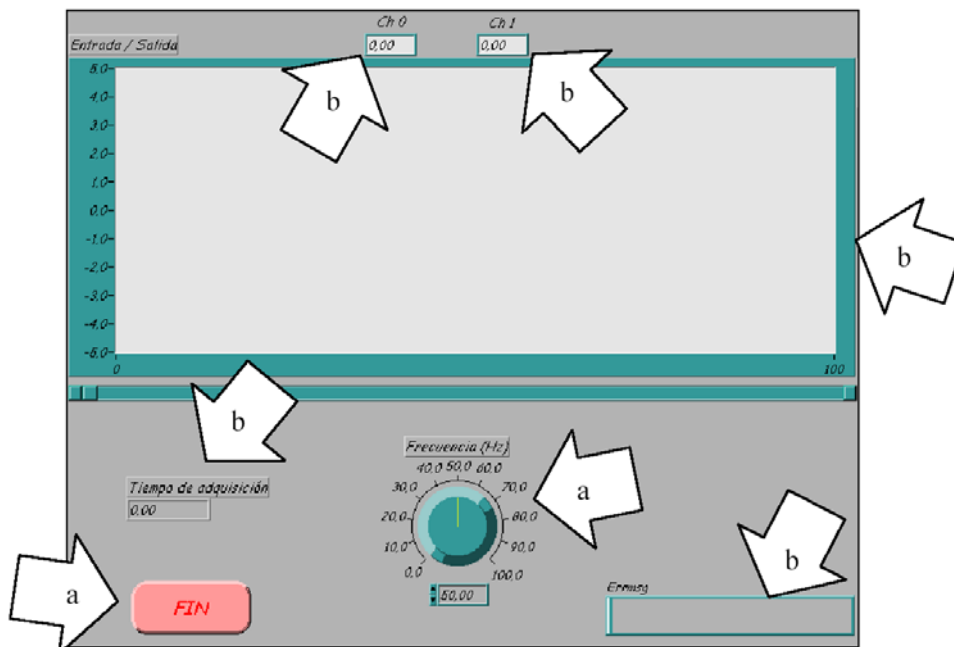 Ch 0 Ch 1
Entrada / Salida 0,00 0,00
5,0
4,0
3,0
2,0
1,0
0,0
-1,0
-2,0
-3,0
-4,0
-5,0
0 100
b
b
b
b
Frecuencia (Hz)
40,0 50,0 60,0
30,0 70,0
20,0 80,0
10,0 90,0
0,0 100,0
a
Tiempo de adquisición
0,00
b
50,00
Errmsg
a
FIN